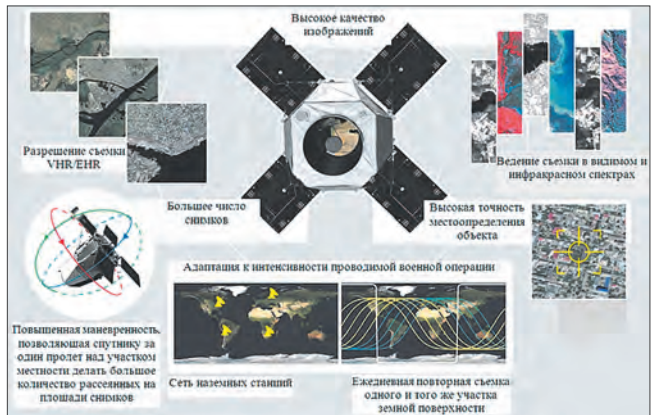 Высокое качество
изображений
Разрешение съемки
VHR/EHR
Ведение съемки в видимом и
инфракрасном спектрах
Большее число
снимков
Высокая точность
местоопределения
объекта
Адаптация к интенсивности проводимой военной операции
Повышенная маневренность,
позволяющая спутнику за
один пролет над участком
местности делать большое
количество рассеянных на
площади снимков
Сеть наземных станций
Ежедневная повторная съемка
одного и того же участка
земной поверхности